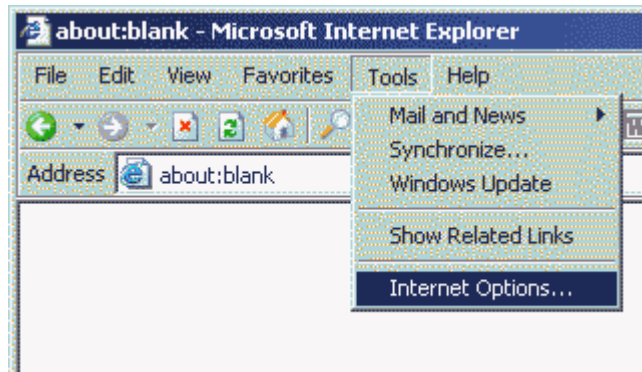 about:blank - Microsoft Internet Explorer
File Edit View Favorites Tools Help
Mail and News
Synchronize...
Address about:blank
Windows Update
Show Related Links
Internet Options...